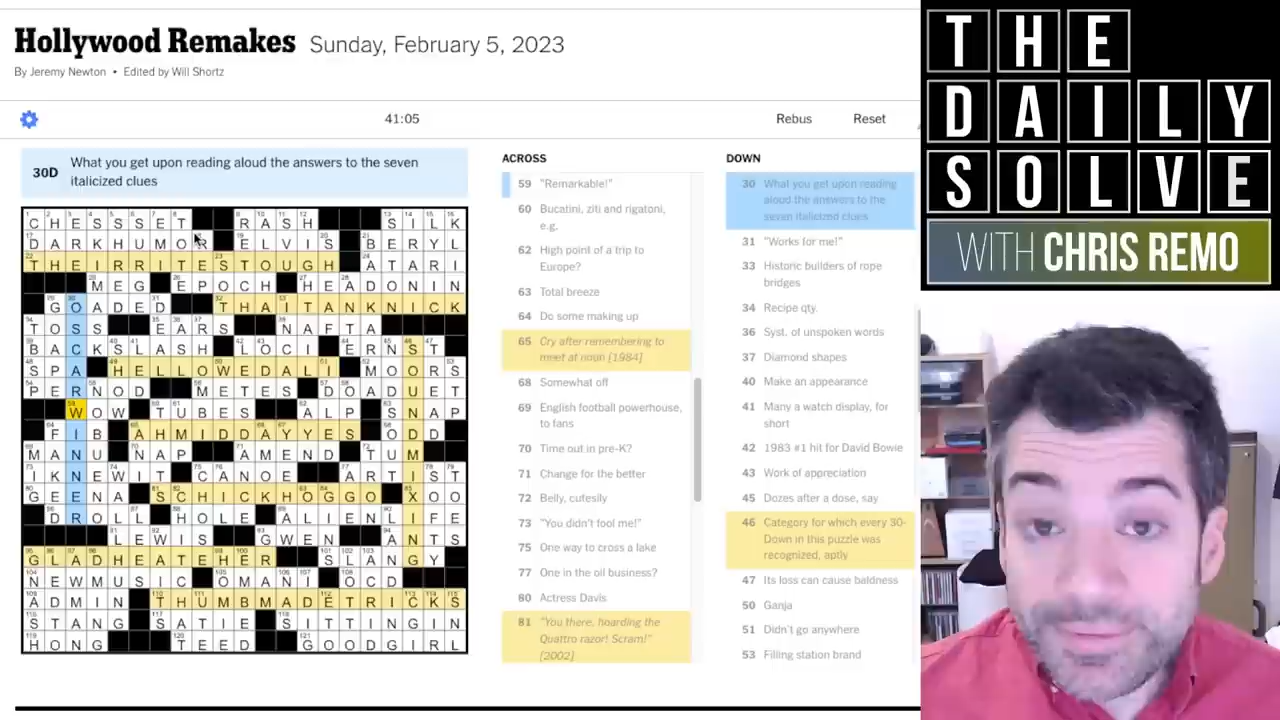 Hollywood Remakes Sunday, February 5, 2023
By Jeremy Newton • Edited by Will Shortz
41:05
Rebus
Reset
30D What you get upon reading aloud the answers to the seven
italicized clues
C H E S S E T R A S H S I L K
D A R K H U M O R E L V I S B E R Y L
T H E I R R I T E S T O U G H A T A R I
M E G E P O C H H E A D O N I N
G O A D E D T H A I T A N K N I C K
T O S S E A R S N A F T A
B A C K S L A S H L O C I E R N S T
S P A H E L L O W E D A L I M O O R S
P E R N O D M E T E S D O A D U E T
W O W T U B E S A L P S N A P
F I B A H M I D D A Y Y E S O D D
M A N U N A P A M E N D T U M
I K N E W I T C A N O E A R T I S T
G E E N A S C H I C K H O G G O X O O
D R O L L H O L E A L I E N L I F E
L E W I S G W E N A N T S
G L A D H E A T E H E R S L A N G Y
N E W M U S I C O M A N I O C D
A D M I N T H U M B M A D E T R I C K S
S T A N G S A T I E S I T T I N G I N
H O N G T E E D G O O D G I R L
ACROSS
59 "Remarkable!"
60 Bucatini, ziti and rigatoni,
e.g.
62 High point of a trip to
Europe?
63 Total breeze
64 Do some making up
65 Cry after remembering to
meet at noon [1984]
68 Somewhat off
69 English football powerhouse,
to fans
70 Time out in pre-K?
71 Change for the better
72 Belly, cutesily
73 "You didn't fool me!"
75 One way to cross a lake
77 One in the oil business?
80 Actress Davis
81 "You there, hoarding the
Quattro razor! Scram!"
[2002]
DOWN
30 What you get upon reading
aloud the answers to the
seven italicized clues
31 "Works for me!"
33 Historic builders of rope
bridges
34 Recipe qty.
36 Syst. of unspoken words
37 Diamond shapes
40 Make an appearance
41 Many a watch display, for
short
42 1983 #1 hit for David Bowie
43 Work of appreciation
45 Dozes after a dose, say
46 Category for which every 30-
Down in this puzzle was
recognized, aptly
47 Its loss can cause baldness
50 Ganja
51 Didn't go anywhere
53 Filling station brand
THE
DAILY
SOLVE
WITH CHRIS REMO